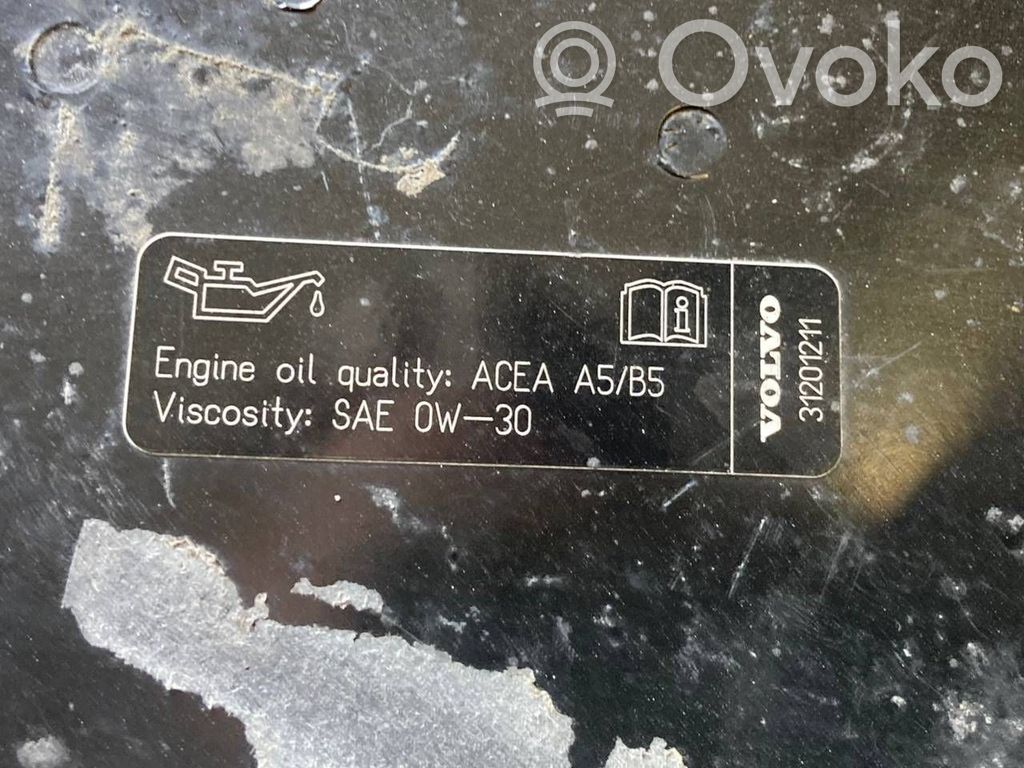 Ovoko
Engine oil quality: ACEA A5/B5
Viscosity: SAE 0W-30
VOLVO
31201211